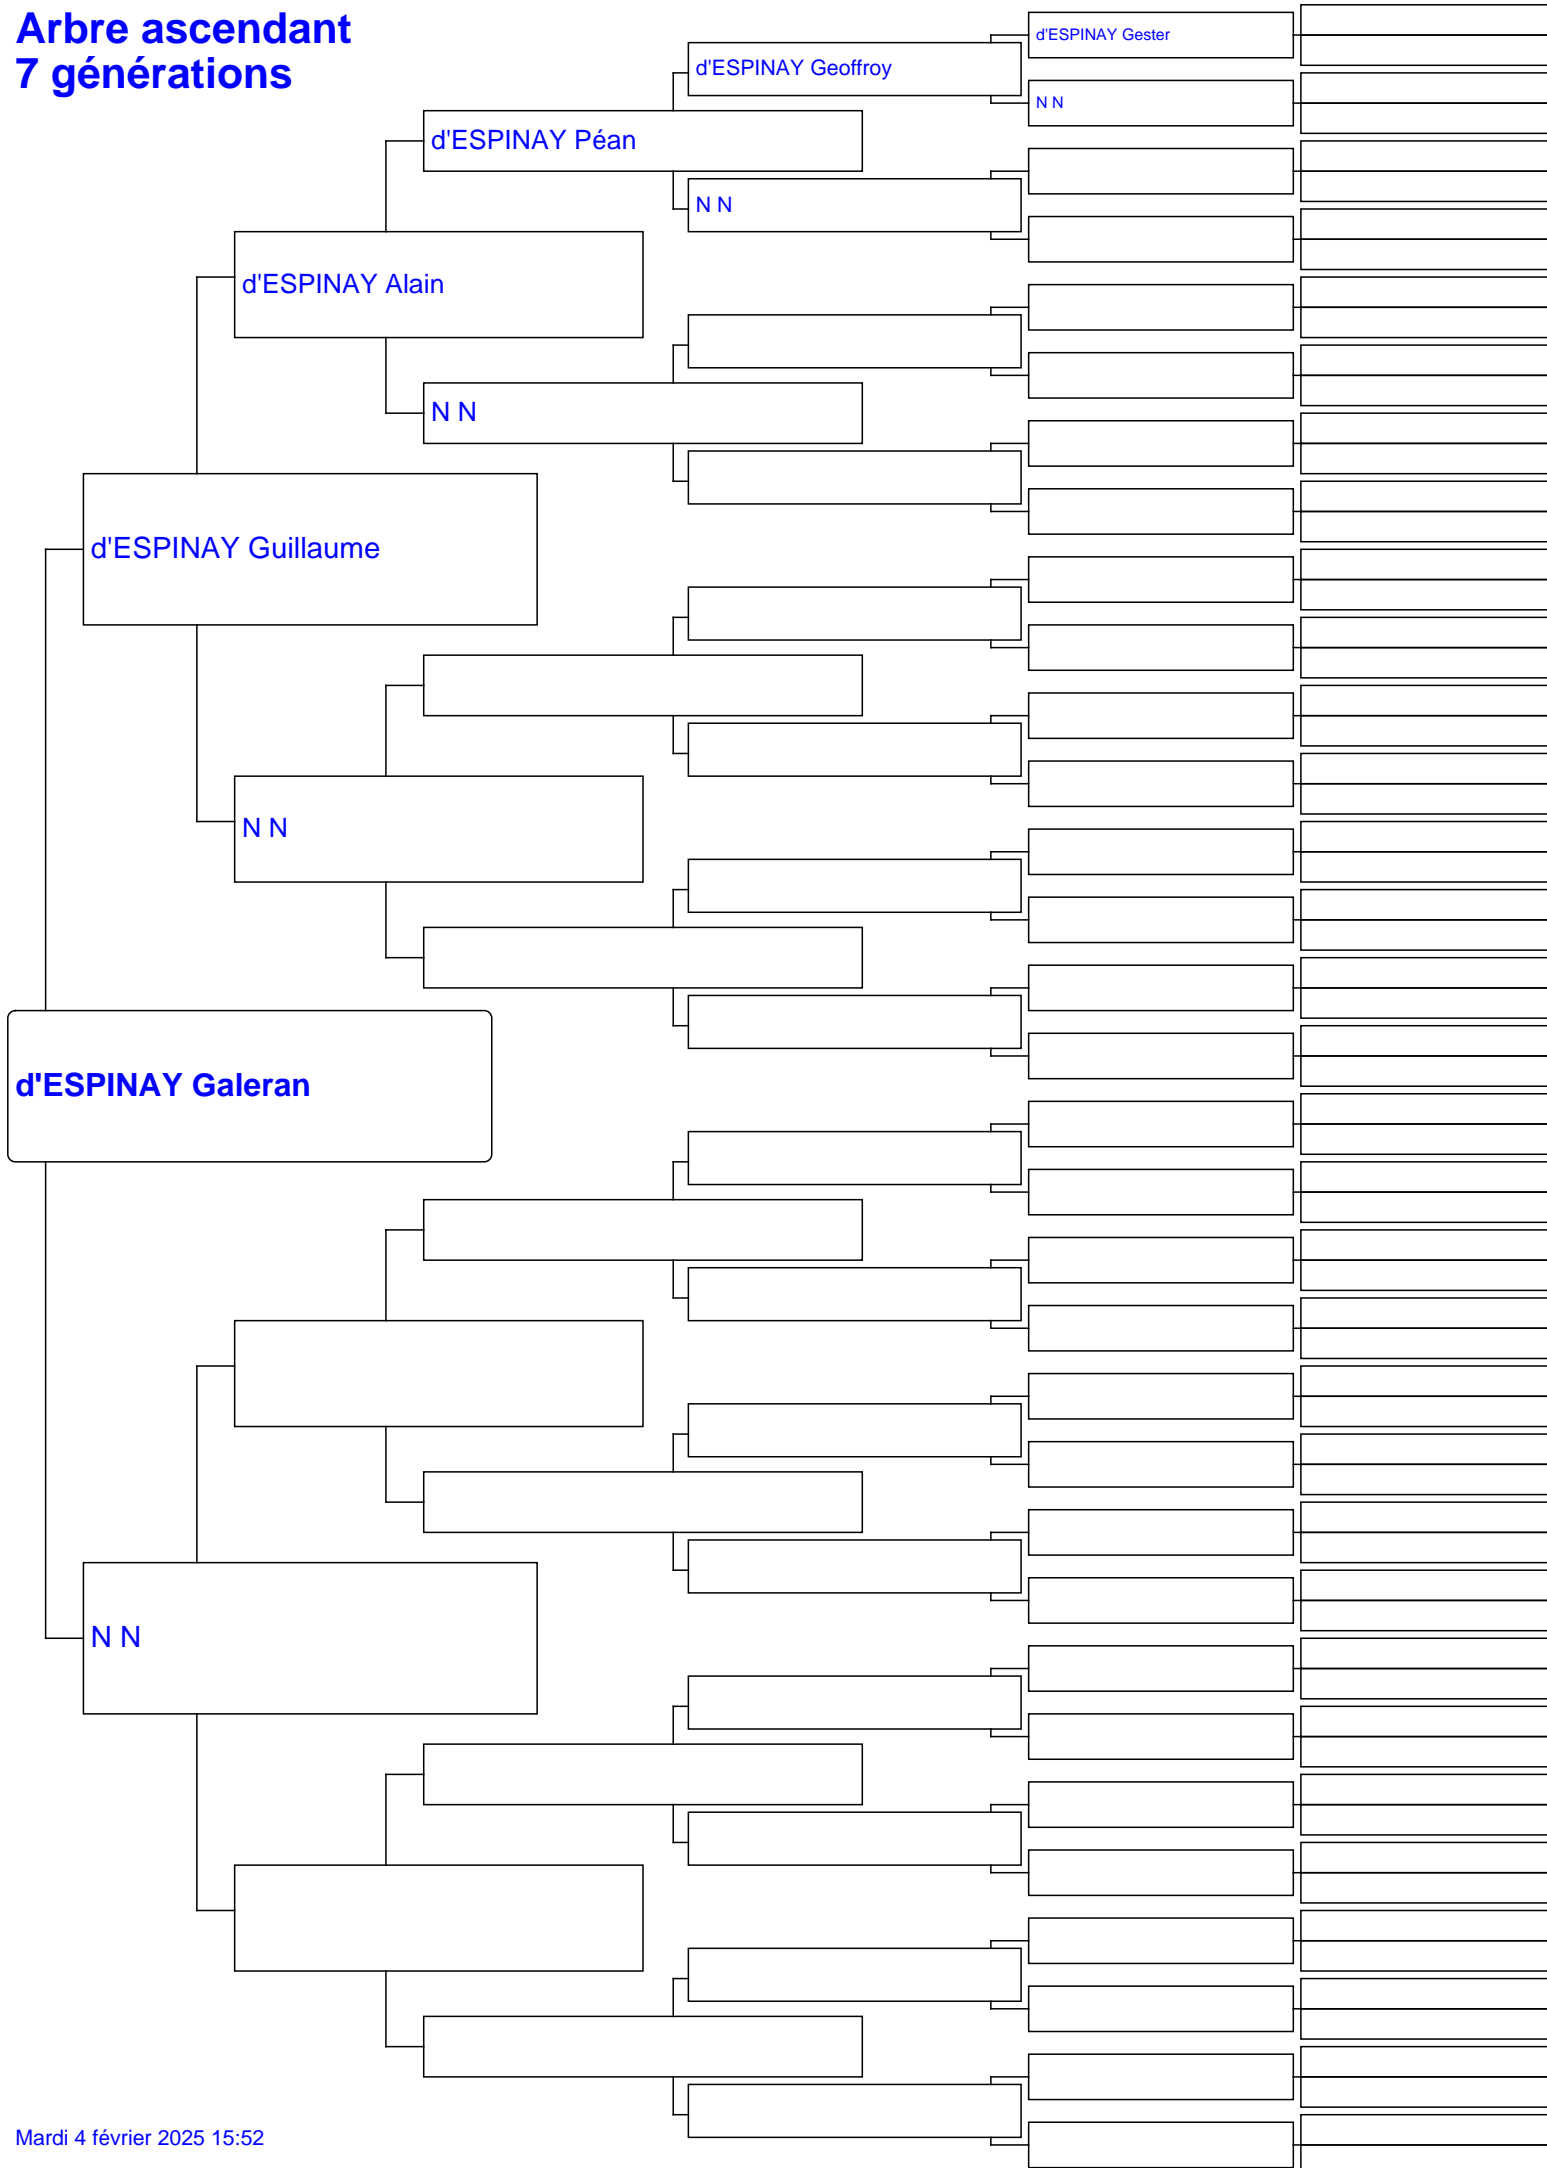 Arbre ascendant
7 générations
d'ESPINAY Gester
d'ESPINAY Geoffroy
N N
d'ESPINAY Péan
N N
d'ESPINAY Alain
N N
d'ESPINAY Guillaume
N N
d'ESPINAY Galeran
N N
Mardi 4 février 2025 15:52